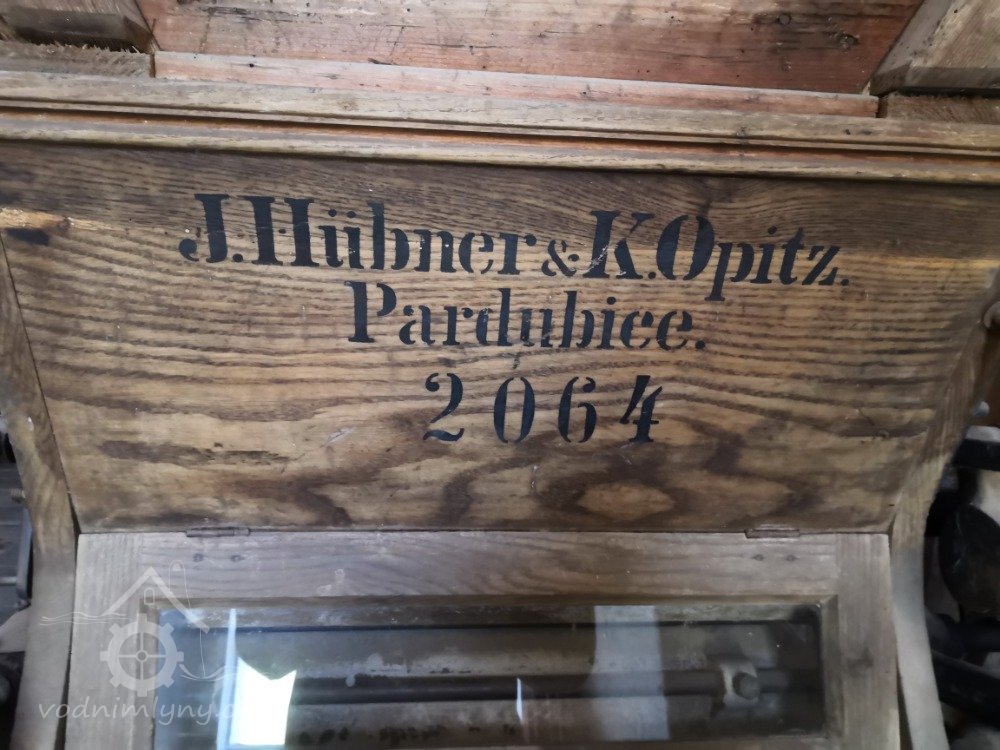 J.Hübner & K.Opitz.
Pardubice.
2064